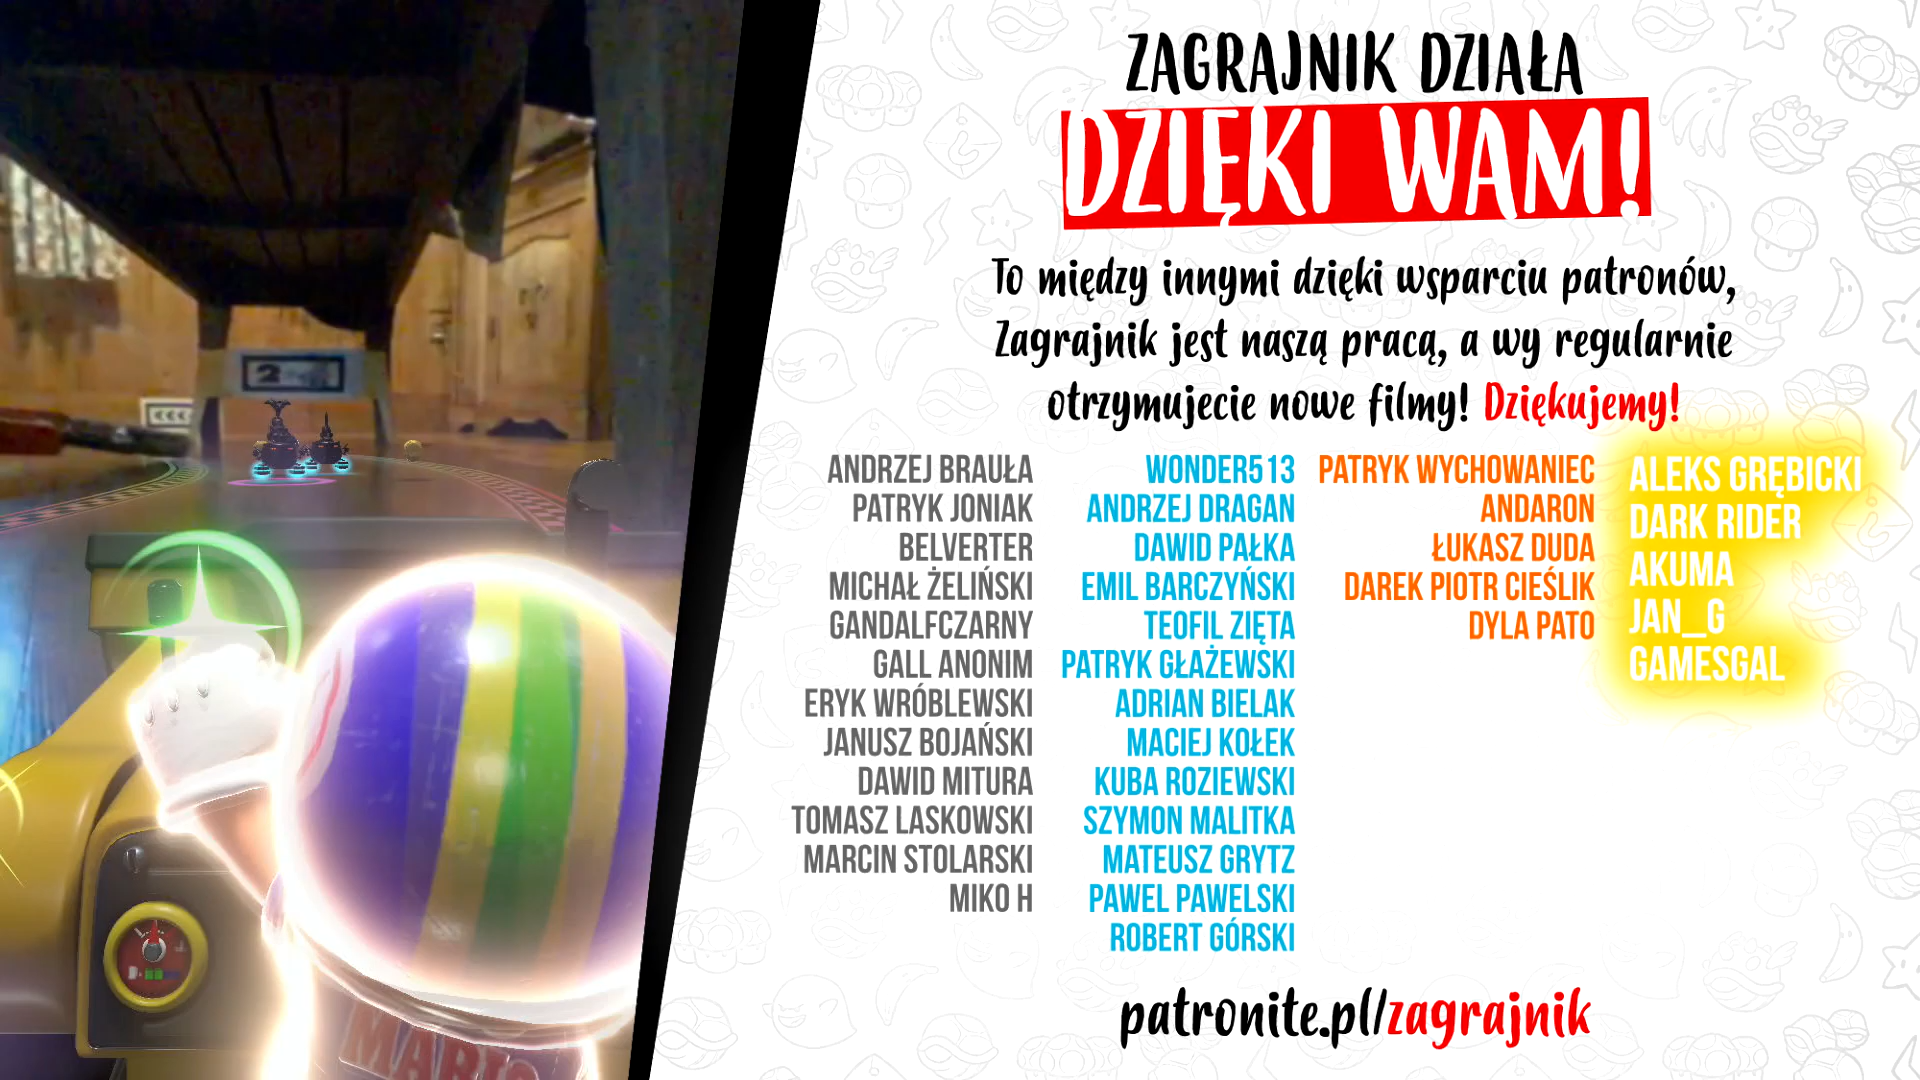 ZAGRAJNIK DZIAŁA
DZIĘKI WAM!
To między innymi dzięki wsparciu patronów,
Zagrajnik jest naszą pracą, a wy regularnie
otrzymujecie nowe filmy! Dziękujemy!
ANDRZEJ BRAUŁA
PATRYK JONIAK
BELVERTER
MICHAŁ ŻELIŃSKI
GANDALFCZARNY
GALL ANONIM
ERYK WRÓBLEWSKI
JANUSZ BOJAŃSKI
DAWID MITURA
TOMASZ LASKOWSKI
MARCIN STOLARSKI
MIKO H
WONDER513
ANDRZEJ DRAGAN
DAWID PAŁKA
EMIL BARCZYŃSKI
TEOFIL ZIĘTA
PATRYK GŁAŻEWSKI
ADRIAN BIELAK
MACIEJ KOŁEK
KUBA ROZIEWSKI
SZYMON MALITKA
MATEUSZ GRYTZ
PAWEL PAWELSKI
ROBERT GÓRSKI
PATRYK WYCHOWANIEC
ANDARON
ŁUKASZ DUDA
DAREK PIOTR CIEŚLIK
DYLA PATO
ALEKS GRĘBICKI
DARK RIDER
AKUMA
JAN_G
GAMESGAL
patronite.pl/zagrajnik
2
MARIO